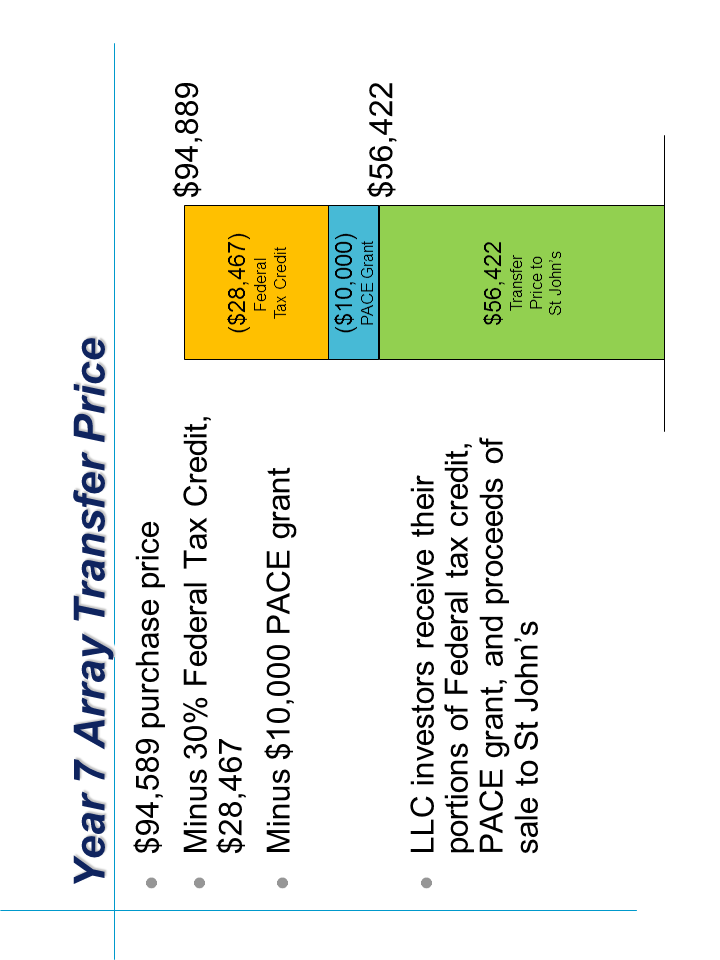 Year 7 Array Transfer Price
• $94,589 purchase price
• Minus 30% Federal Tax Credit,
$28,467
• Minus $10,000 PACE grant
• LLC investors receive their
portions of Federal tax credit,
PACE grant, and proceeds of
sale to St John’s
$94,889
($28,467)
Federal
Tax Credit
($10,000)
PACE Grant
$56,422
$56,422
Transfer
Price to
St John’s